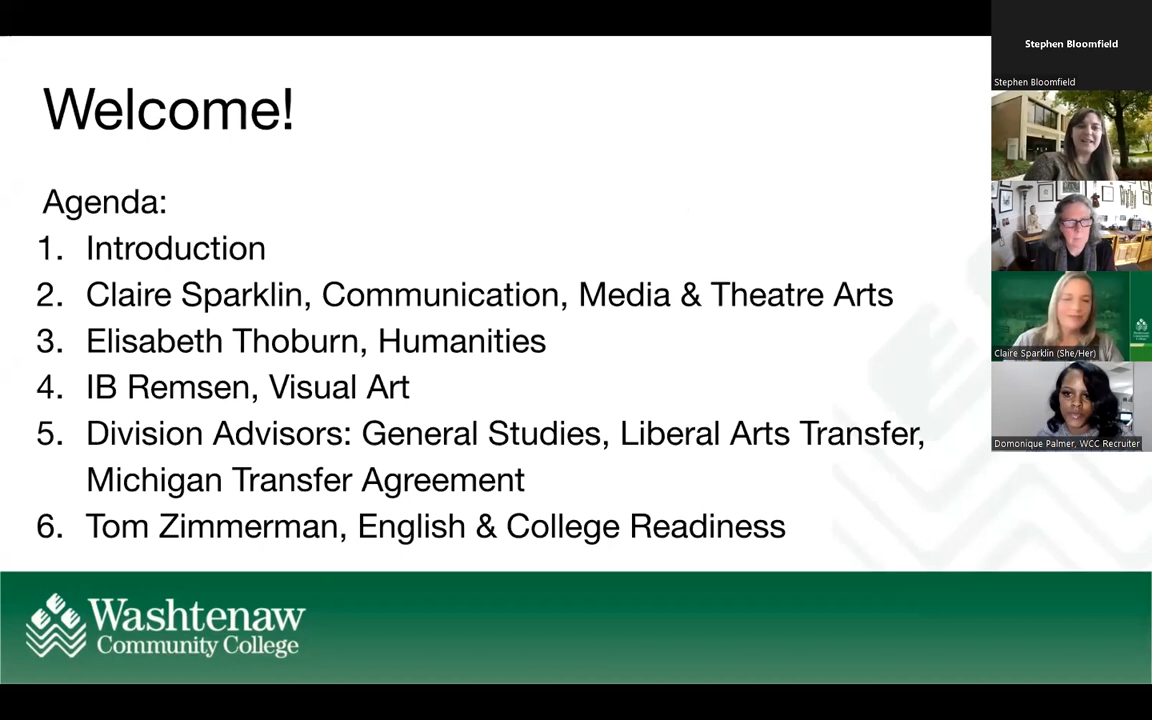 Welcome!
Agenda:
1. Introduction
2. Claire Sparklin, Communication, Media & Theatre Arts
3. Elisabeth Thoburn, Humanities
4. IB Remsen, Visual Art
5. Division Advisors: General Studies, Liberal Arts Transfer,
Michigan Transfer Agreement
6. Tom Zimmerman, English & College Readiness
Washtenaw
Community College
Stephen Bloomfield
Stephen Bloomfield
Claire Sparklin (She/Her)
Domonique Palmer, WCC Recruiter